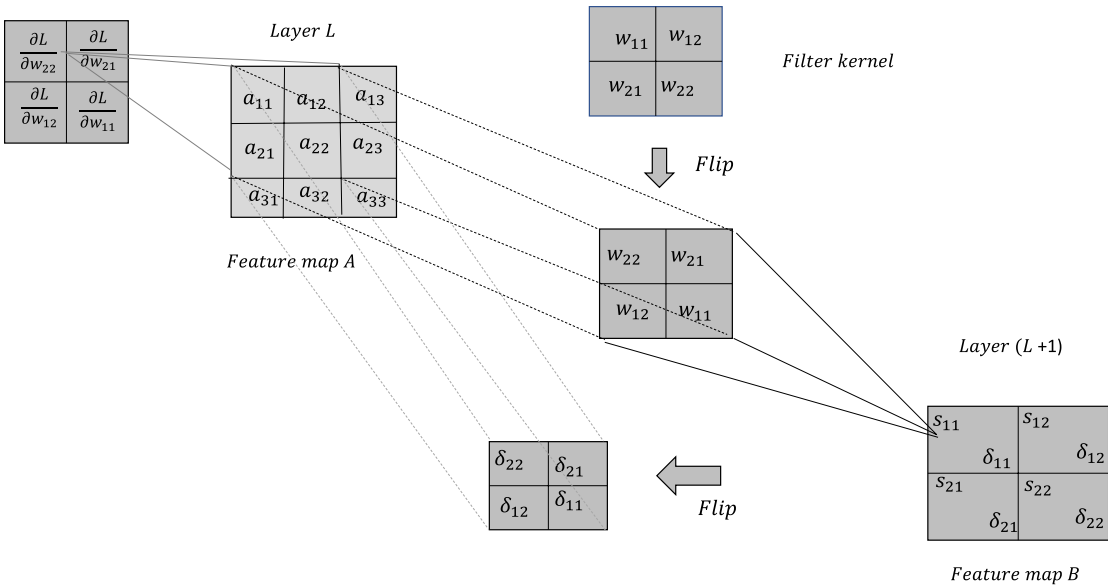 ∂L/∂w₂₂ ∂L/∂w₂₁
∂L/∂w₁₂ ∂L/∂w₁₁
Layer L
a₁₁ a₁₂ a₁₃
a₂₁ a₂₂ a₂₃
a₃₁ a₃₂ a₃₃
Feature map A
w₁₁ w₁₂
w₂₁ w₂₂
Filter kernel
Flip
w₂₂ w₂₁
w₁₂ w₁₁
Layer (L +1)
s₁₁ s₁₂
δ₁₁ δ₁₂
s₂₁ s₂₂
δ₂₁ δ₂₂
Feature map B
δ₂₂ δ₂₁
δ₁₂ δ₁₁
Flip